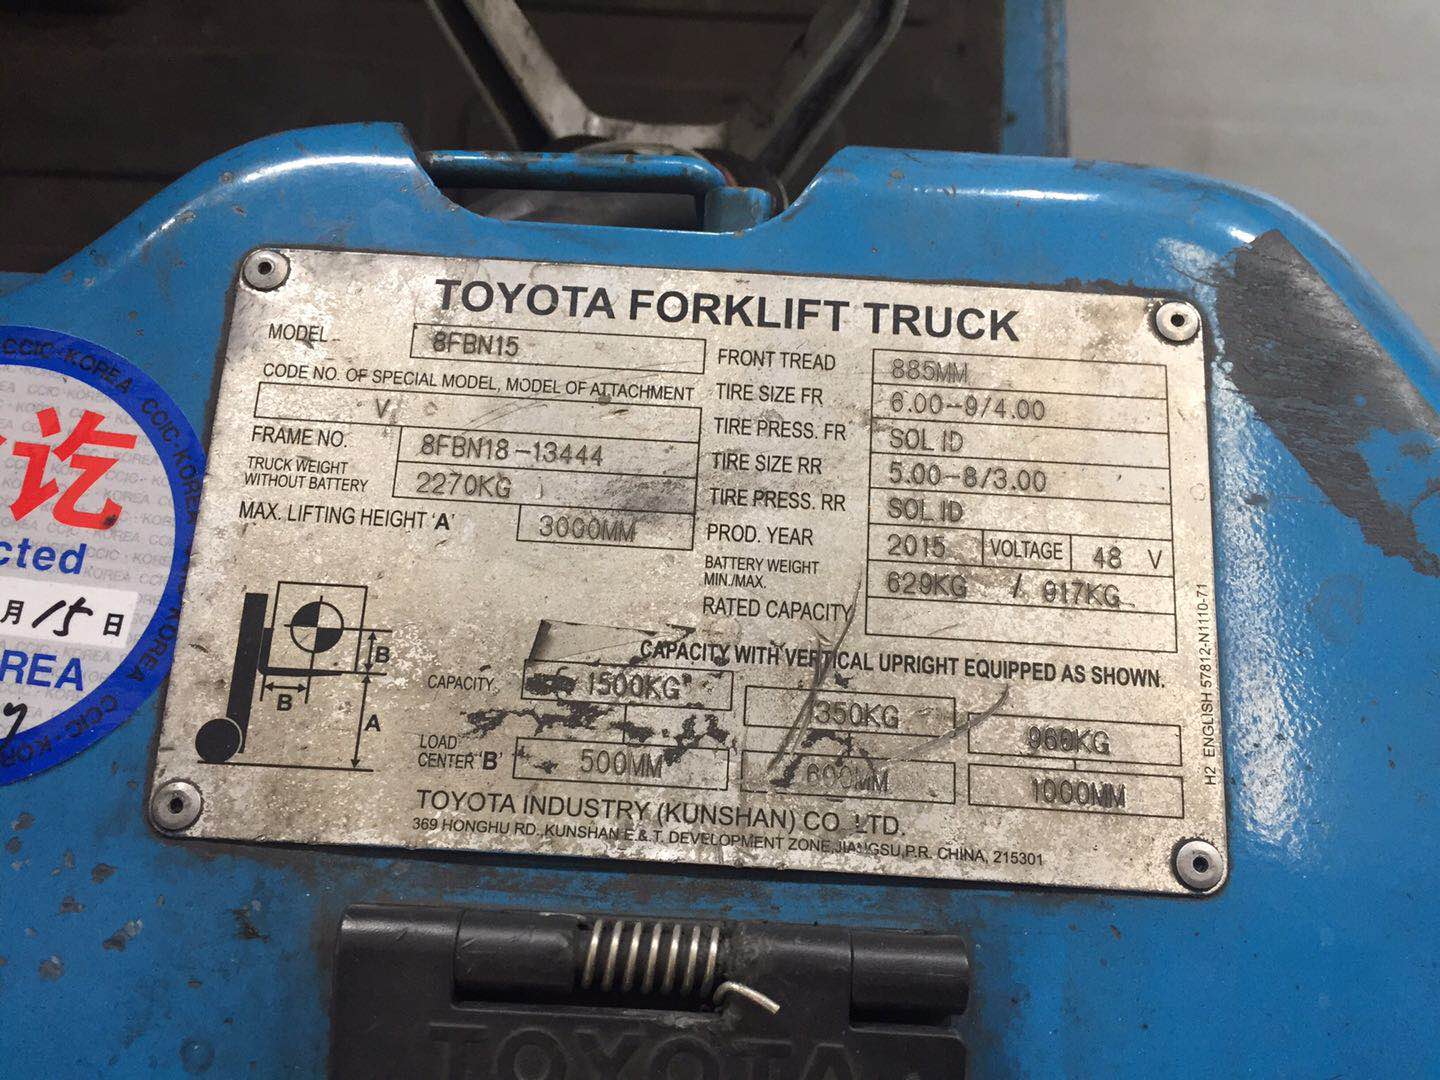 TOYOTA FORKLIFT TRUCK
MODEL 8FBN15
CODE NO. OF SPECIAL MODEL, MODEL OF ATTACHMENT
V
FRAME NO. 8FBN18-13444
TRUCK WEIGHT WITHOUT BATTERY 2270KG
MAX. LIFTING HEIGHT 'A' 3000MM
FRONT TREAD 885MM
TIRE SIZE FR 6.00-9/4.00
TIRE PRESS. FR SOLID
TIRE SIZE RR 5.00-8/3.00
TIRE PRESS. RR SOLID
PROD. YEAR 2015 VOLTAGE 48 V
BATTERY WEIGHT MIN./MAX. 629KG / 917KG
RATED CAPACITY
CAPACITY WITH VERTICAL UPRIGHT EQUIPPED AS SHOWN.
B
B
A
CAPACITY 1500KG 350KG 960KG
LOAD CENTER 'B' 500MM 600MM 1000MM
TOYOTA INDUSTRY (KUNSHAN) CO. LTD.
369 HONGHU RD., KUNSHAN E.& T. DEVELOPMENT ZONE, JIANGSU, P.R. CHINA, 215301
H2 ENGLISH 57812-N1110-71
CCIC-KOREA CCIC-KOREA
讫
cted
月15日
REA
TOYOTA